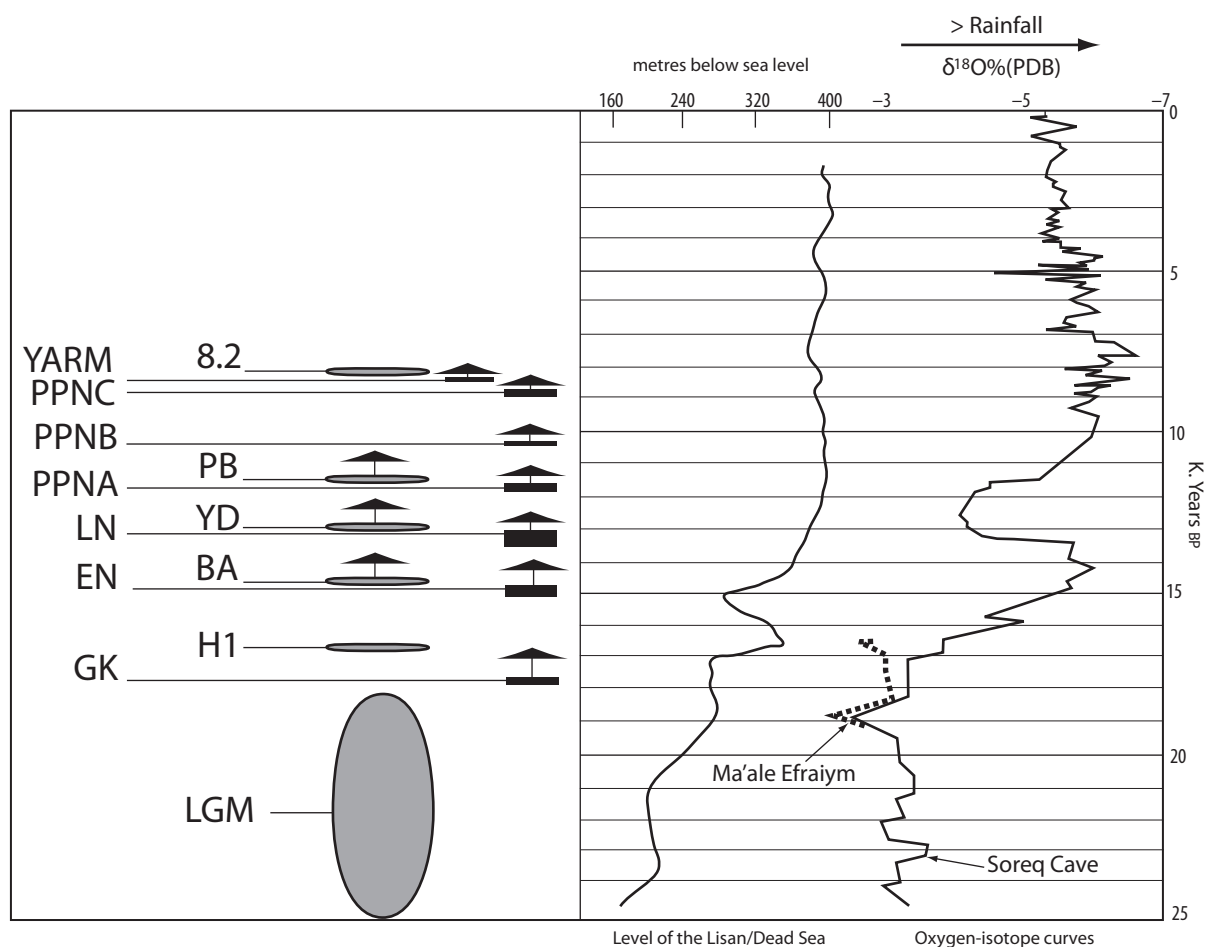 > Rainfall
metres below sea level
δ¹⁸O%(PDB)
160 240 320 400 –3 –5 –7
0
5
YARM 8.2
PPNC
PPNB
10
PB
PPNA
K. Years BP
LN YD
EN BA
15
H1
GK
20
Ma'ale Efraiym
LGM
Soreq Cave
25
Level of the Lisan/Dead Sea Oxygen-isotope curves